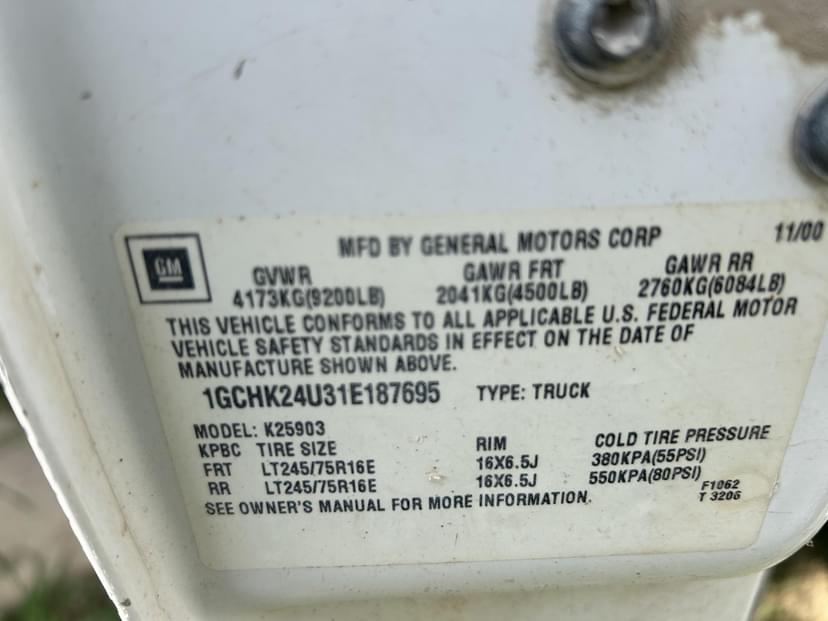 MFD BY GENERAL MOTORS CORP 11/00
GM
GVWR GAWR FRT GAWR RR
4173KG(9200LB) 2041KG(4500LB) 2760KG(6084LB)
THIS VEHICLE CONFORMS TO ALL APPLICABLE U.S. FEDERAL MOTOR
VEHICLE SAFETY STANDARDS IN EFFECT ON THE DATE OF
MANUFACTURE SHOWN ABOVE.
1GCHK24U31E187695 TYPE: TRUCK
MODEL: K25903
KPBC TIRE SIZE RIM COLD TIRE PRESSURE
FRT LT245/75R16E 16X6.5J 380KPA(55PSI)
RR LT245/75R16E 16X6.5J 550KPA(80PSI)
SEE OWNER'S MANUAL FOR MORE INFORMATION.
F1062
T 3206